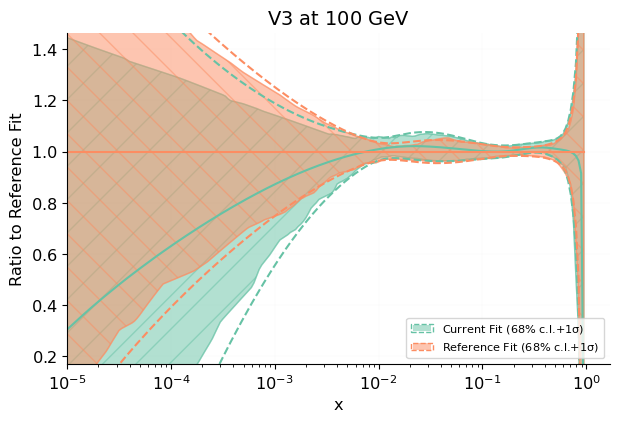 V3 at 100 GeV
Ratio to Reference Fit
1.4
1.2
1.0
0.8
0.6
0.4
0.2
10⁻⁵
10⁻⁴
10⁻³
10⁻²
10⁻¹
10⁰
x
Current Fit (68% c.l.+1σ)
Reference Fit (68% c.l.+1σ)